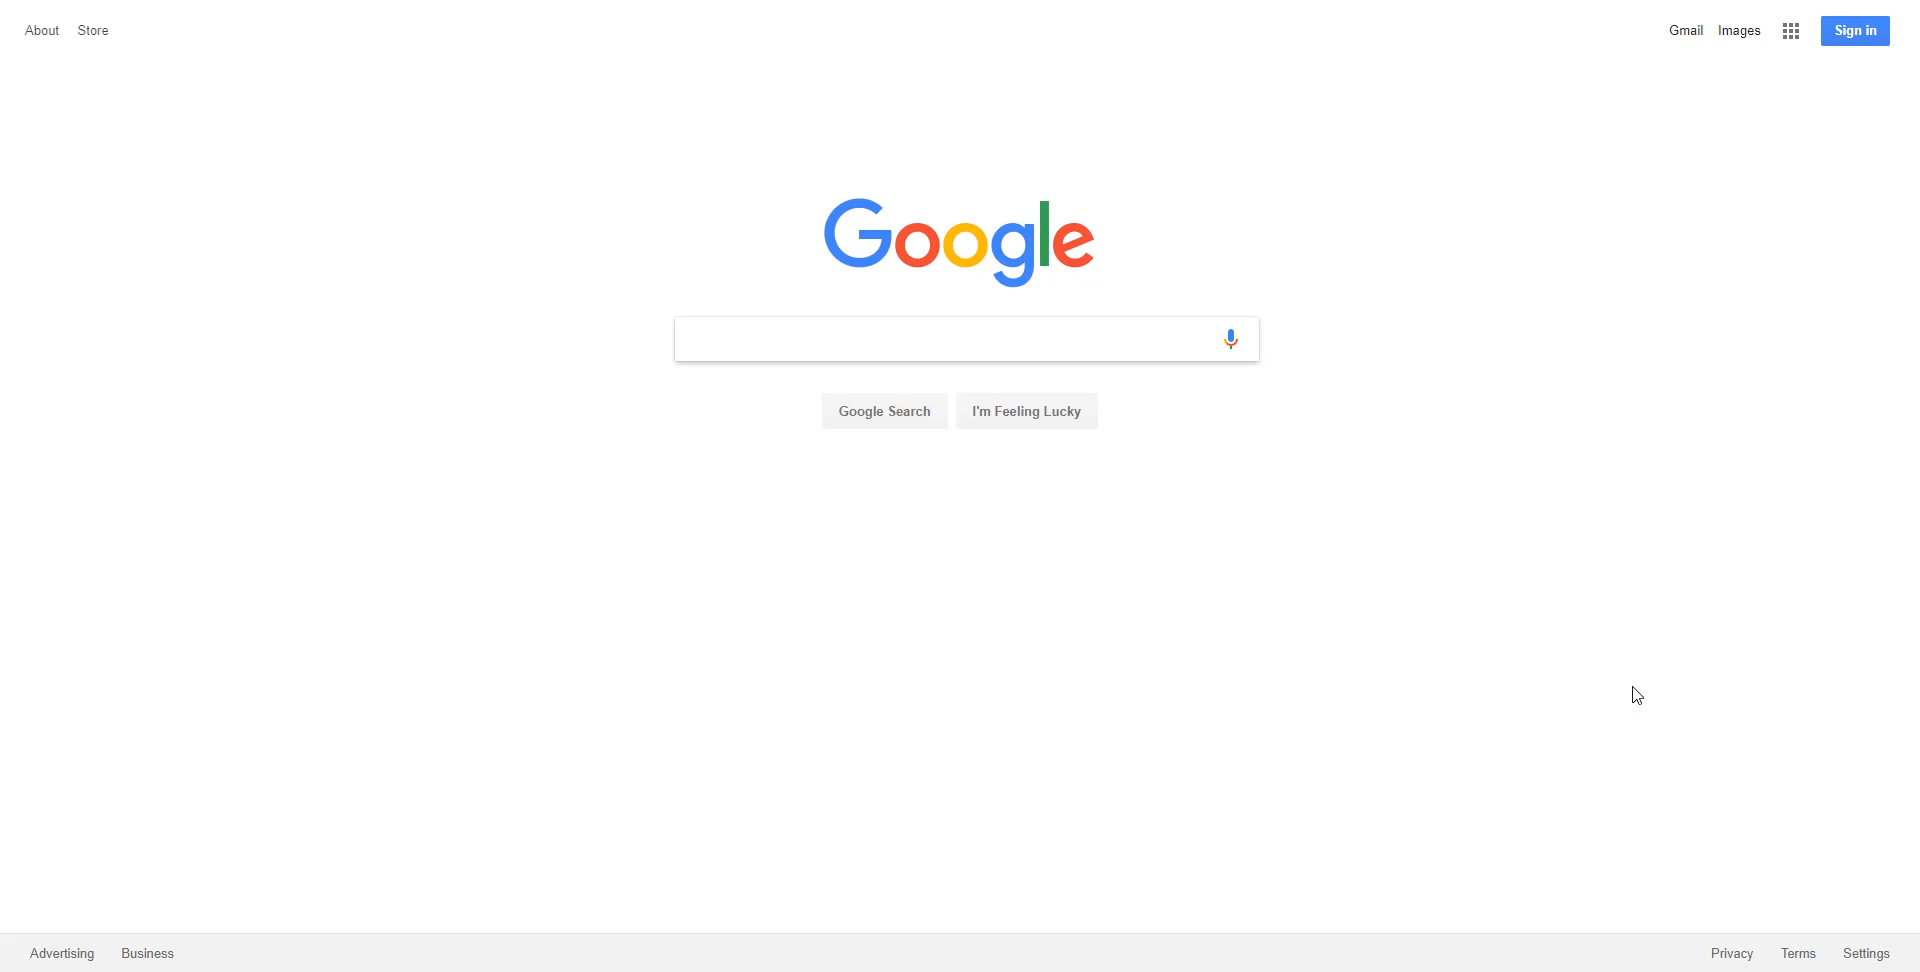 About Store Gmail Images Sign in
Google
Google Search I'm Feeling Lucky
Advertising Business Privacy Terms Settings